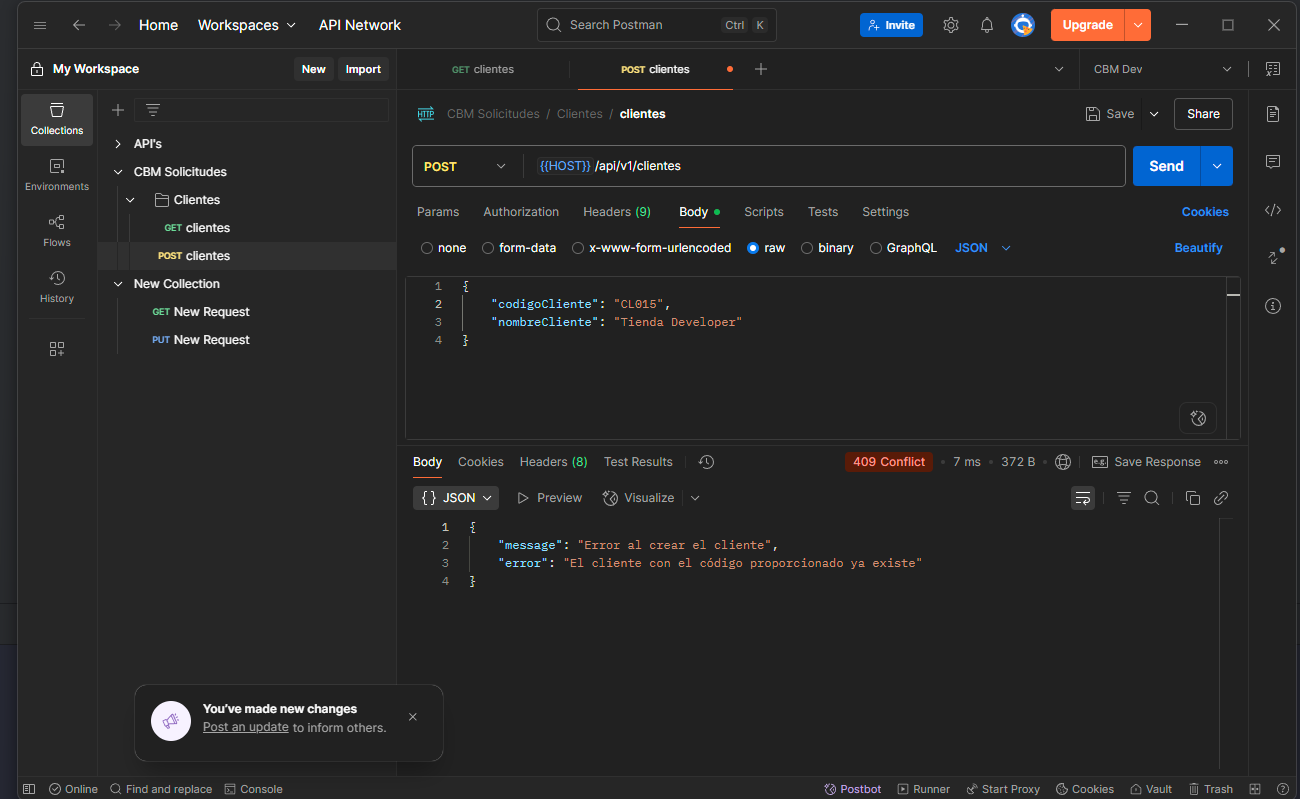 Home Workspaces API Network Search Postman Ctrl K Invite Upgrade
My Workspace New Import GET clientes POST clientes CBM Dev
Collections
Environments
Flows
History
API's
CBM Solicitudes
Clientes
GET clientes
POST clientes
New Collection
GET New Request
PUT New Request
HTTP CBM Solicitudes / Clientes / clientes Save Share
POST {{HOST}} /api/v1/clientes Send
Params Authorization Headers (9) Body Scripts Tests Settings Cookies
none form-data x-www-form-urlencoded raw binary GraphQL JSON Beautify
1 {
2 "codigoCliente": "CL015",
3 "nombreCliente": "Tienda Developer"
4 }
Body Cookies Headers (8) Test Results 409 Conflict 7 ms 372 B e.g. Save Response
{} JSON Preview Visualize
1 {
2 "message": "Error al crear el cliente",
3 "error": "El cliente con el código proporcionado ya existe"
4 }
You've made new changes
Post an update to inform others.
Online Find and replace Console Postbot Runner Start Proxy Cookies Vault Trash